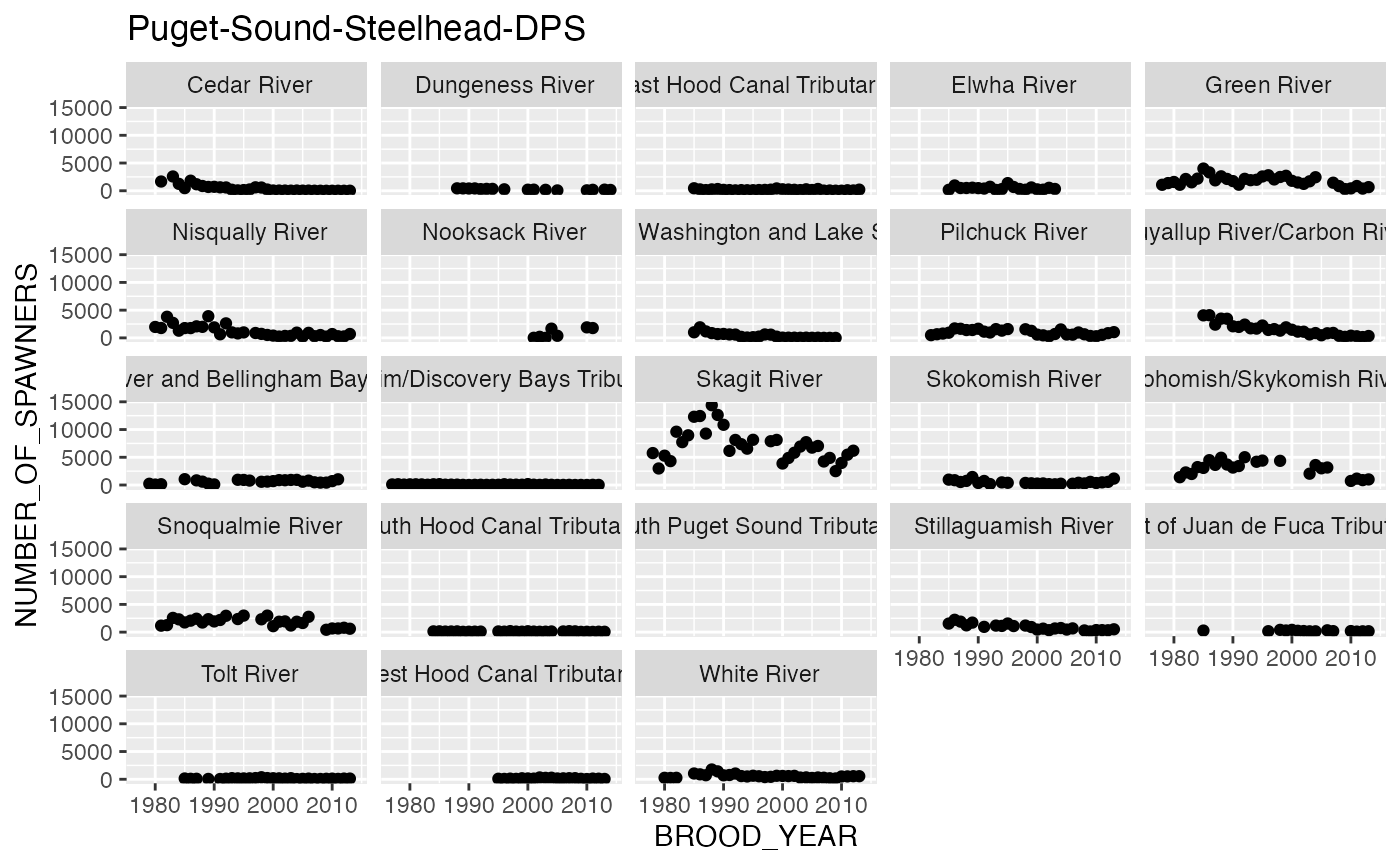 Puget-Sound-Steelhead-DPS
Cedar River
Dungeness River
ast Hood Canal Tributar
Elwha River
Green River
15000
10000
5000
0
Nisqually River
Nooksack River
Washington and Lake S
Pilchuck River
uyallup River/Carbon Riv
15000
10000
5000
0
ver and Bellingham Bay
im/Discovery Bays Tribu
Skagit River
Skokomish River
ohomish/Skykomish Riv
15000
10000
5000
0
Snoqualmie River
uth Hood Canal Tributa
uth Puget Sound Tributa
Stillaguamish River
t of Juan de Fuca Tribut
15000
10000
5000
0
1980 1990 2000 2010
1980 1990 2000 2010
Tolt River
est Hood Canal Tributar
White River
15000
10000
5000
0
1980 1990 2000 2010
1980 1990 2000 2010
1980 1990 2000 2010
BROOD_YEAR
NUMBER_OF_SPAWNERS